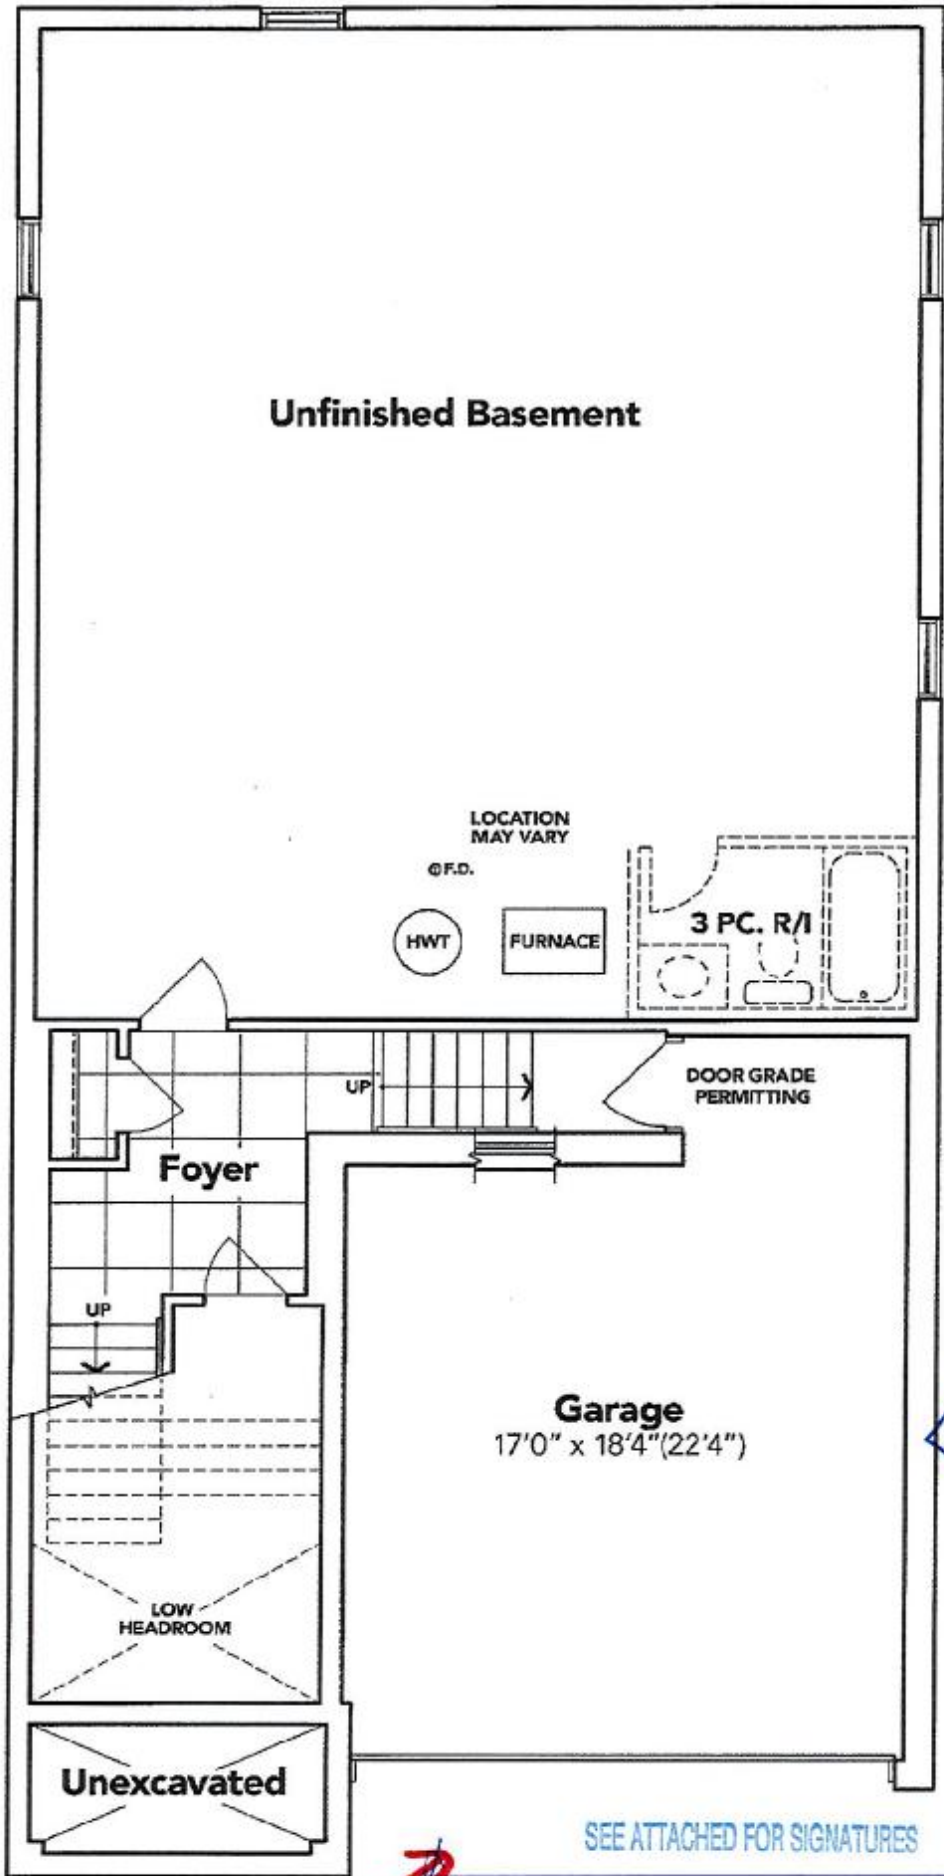 Unfinished Basement
LOCATION
MAY VARY
F.D.
HWT
FURNACE
3 PC. R/I
UP
DOOR GRADE
PERMITTING
Foyer
UP
Garage
17'0" x 18'4"(22'4")
LOW
HEADROOM
Unexcavated
SEE ATTACHED FOR SIGNATURES